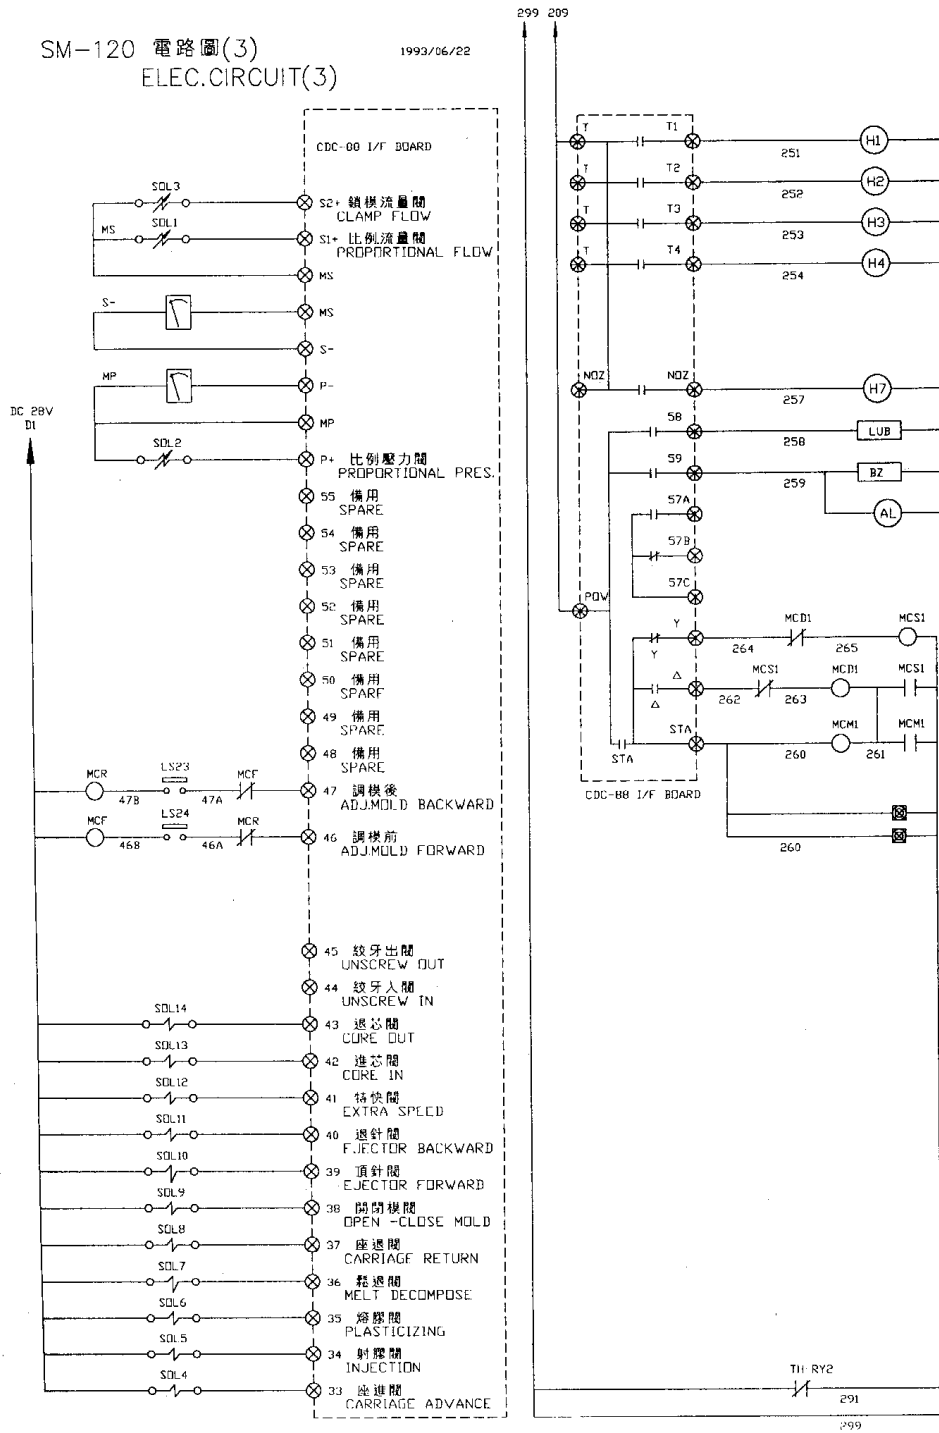 299 209
SM-120 電路圖(3)
1993/06/22
ELEC.CIRCUIT(3)
CDC-88 I/F BOARD
SOL3
S2+ 鎖模流量閥
CLAMP FLOW
MS
SOL1
S1+ 比例流量閥
PROPORTIONAL FLOW
MS
S-
MS
S-
MP
P-
MP
DC 28V
D1
SOL2
P+ 比例壓力閥
PROPORTIONAL PRES.
55 備用
SPARE
54 備用
SPARE
53 備用
SPARE
52 備用
SPARE
51 備用
SPARE
50 備用
SPARE
49 備用
SPARE
48 備用
SPARE
MCR
LS23
MCF
47B
47A
47 調模後
ADJ.MOLD BACKWARD
MCF
LS24
MCR
46B
46A
46 調模前
ADJ.MOLD FORWARD
45 絞牙出閥
UNSCREW OUT
44 絞牙入閥
UNSCREW IN
SOL14
43 退芯閥
CORE OUT
SOL13
42 進芯閥
CORE IN
SOL12
41 特快閥
EXTRA SPEED
SOL11
40 退針閥
EJECTOR BACKWARD
SOL10
39 頂針閥
EJECTOR FORWARD
SOL9
38 開閉模閥
OPEN -CLOSE MOLD
SOL8
37 座退閥
CARRIAGE RETURN
SOL7
36 鬆退閥
MELT DECOMPOSE
SOL6
35 熔膠閥
PLASTICIZING
SOL5
34 射膠閥
INJECTION
SOL4
33 座進閥
CARRIAGE ADVANCE
T
T1
251
H1
T
T2
252
H2
T
T3
253
H3
T
T4
254
H4
NOZ
NOZ
257
H7
58
258
LUB
59
259
BZ
AL
57A
57B
57C
POW
Y
Y
264
MCD1
265
MCS1
Δ
Δ
262
MCS1
263
MCD1
MCS1
STA
STA
260
MCM1
261
MCM1
CDC-88 I/F BOARD
260
TH-RY2
291
299